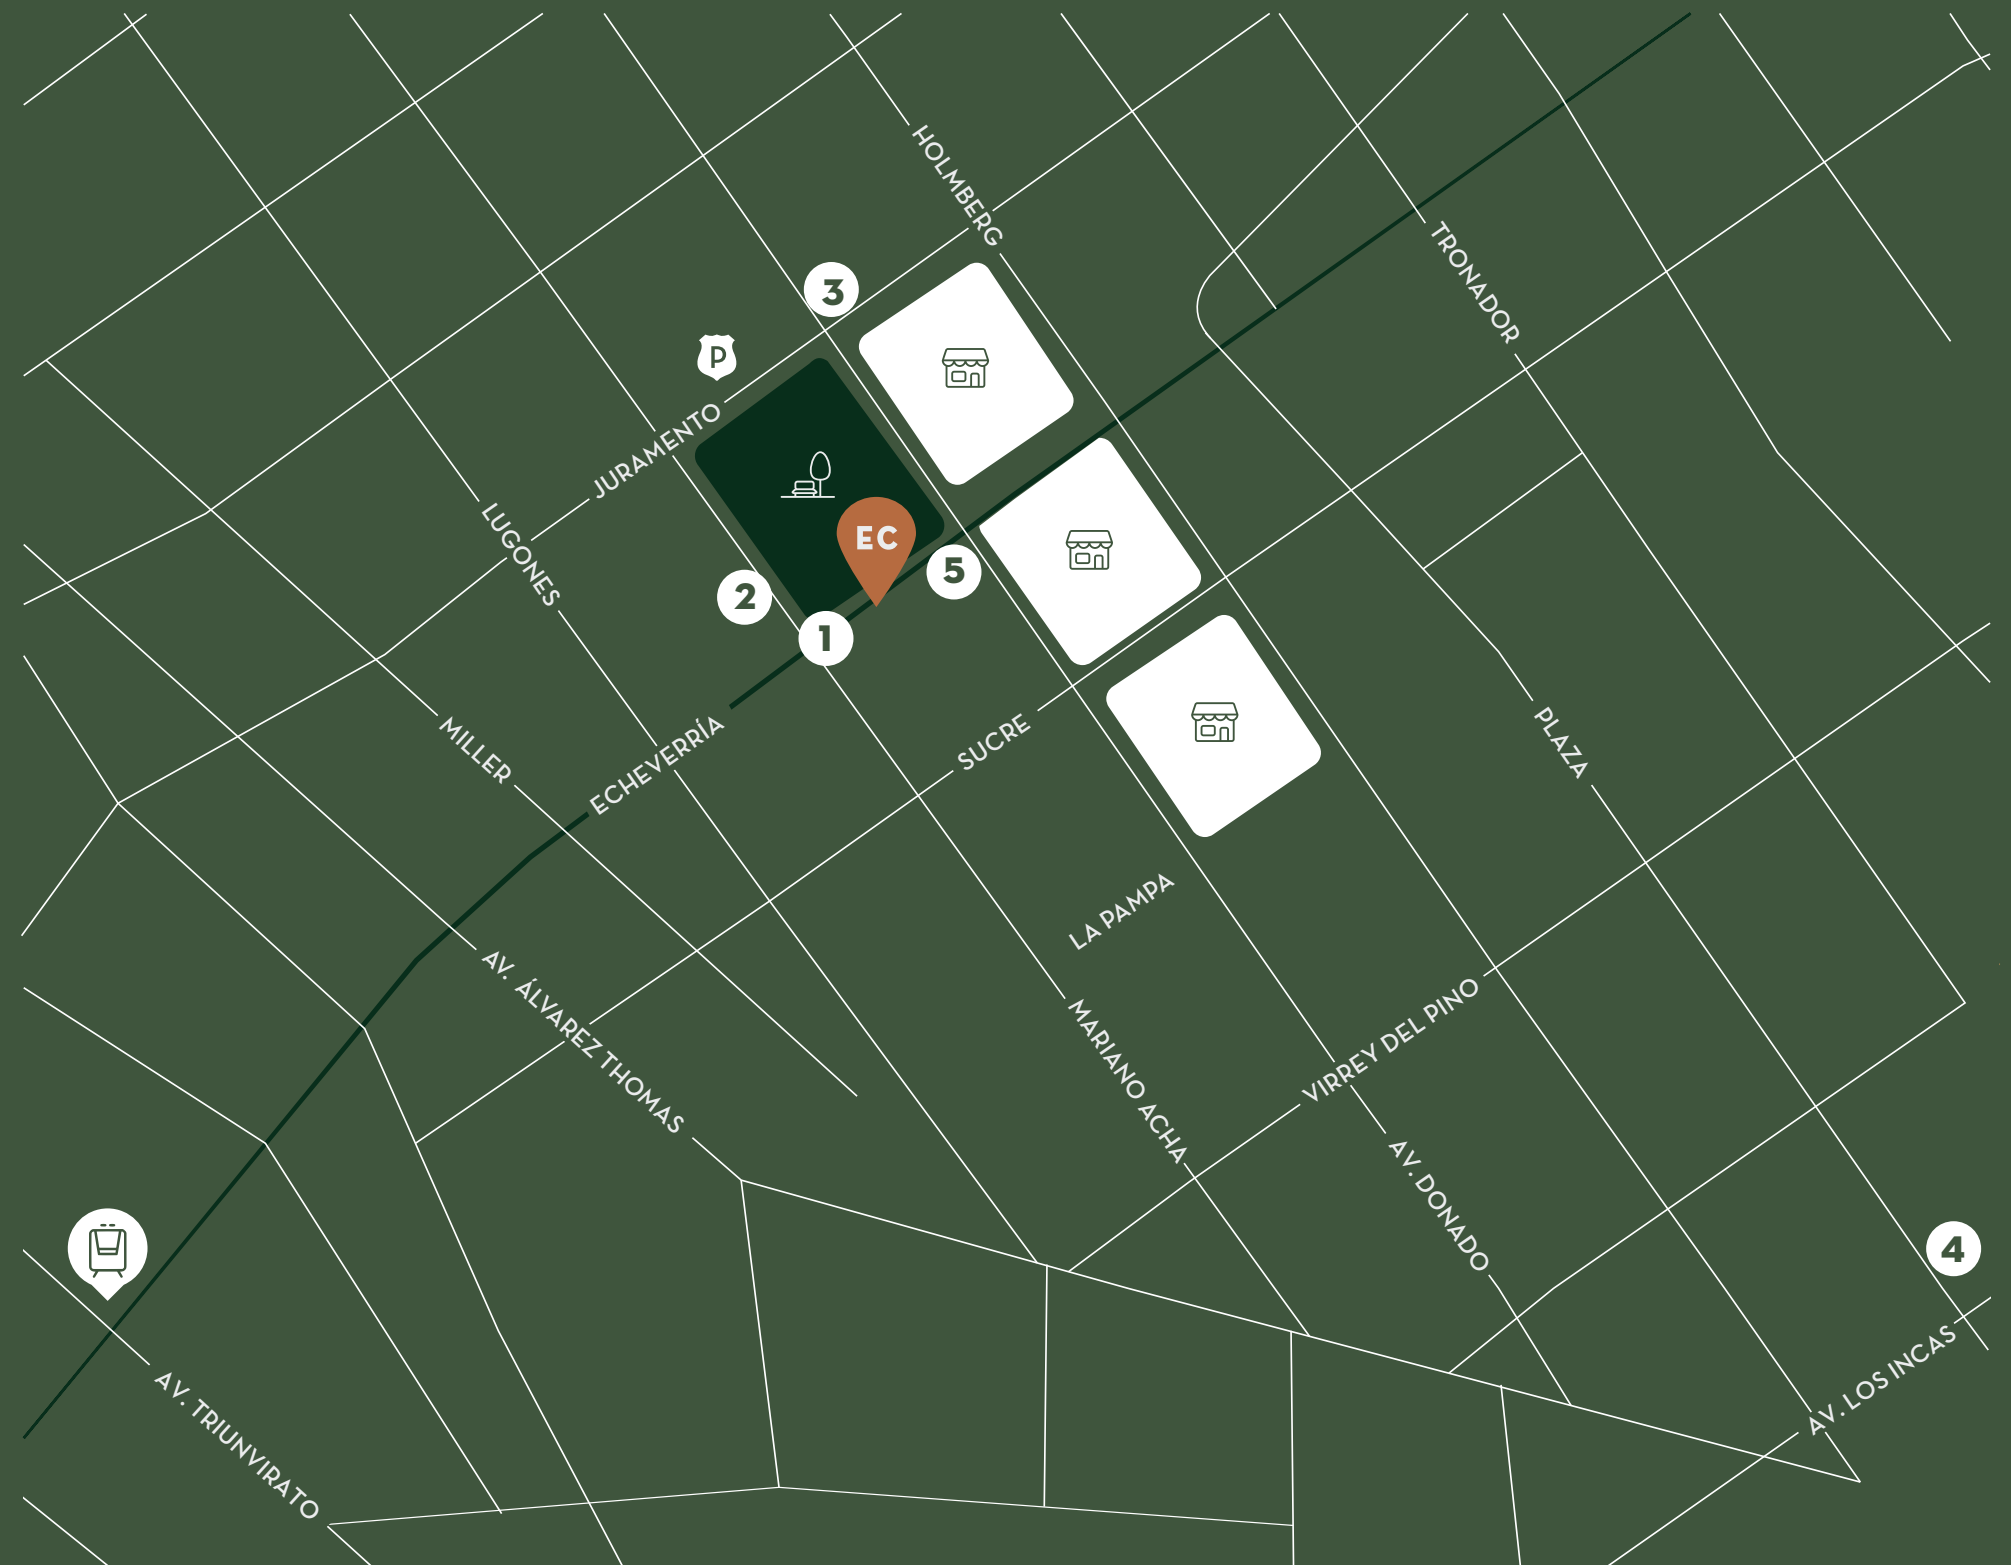 HOLMBERG
TRONADOR
3
P
JURAMENTO
LUGONES
EC
5
2
1
MILLER
ECHEVERRÍA
SUCRE
PLAZA
LA PAMPA
AV. ÁLVAREZ THOMAS
MARIANO ACHA
VIRREY DEL PINO
AV. DONADO
4
AV. LOS INCAS
AV. TRIUNVIRATO